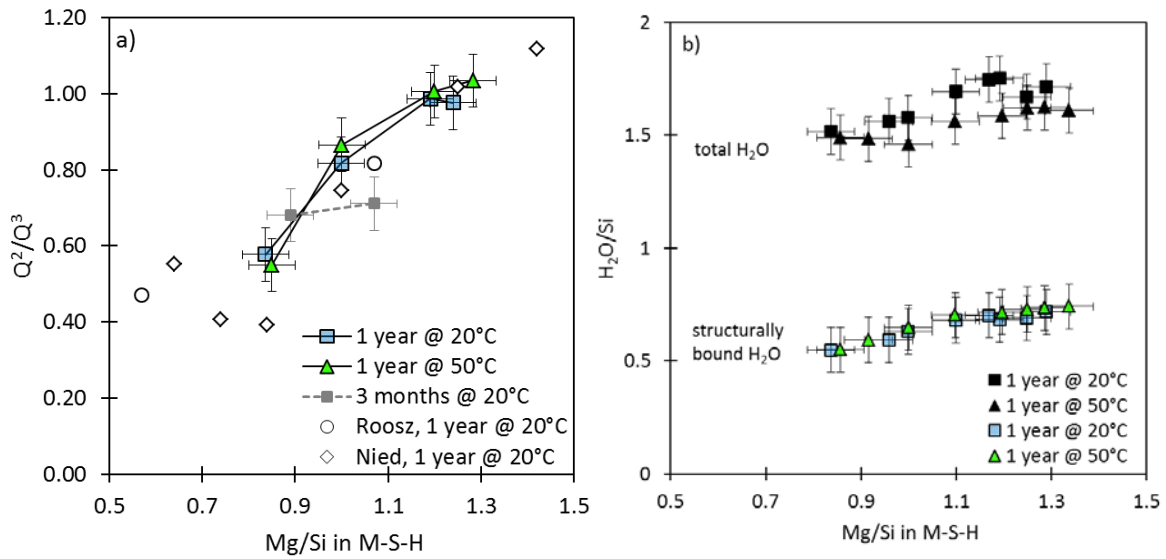 a)
1.20
1.00
0.80
0.60
0.40
0.20
0.00
Q²/Q³
0.5 0.7 0.9 1.1 1.3 1.5
Mg/Si in M-S-H
1 year @ 20°C
1 year @ 50°C
3 months @ 20°C
Roosz, 1 year @ 20°C
Nied, 1 year @ 20°C
b)
2
1.5
1
0.5
0
H₂O/Si
total H₂O
structurally
bound H₂O
1 year @ 20°C
1 year @ 50°C
1 year @ 20°C
1 year @ 50°C
0.5 0.7 0.9 1.1 1.3 1.5
Mg/Si in M-S-H